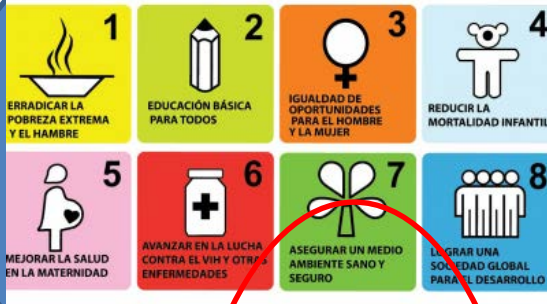 1
ERRADICAR LA
POBREZA EXTREMA
Y EL HAMBRE
2
EDUCACIÓN BÁSICA
PARA TODOS
3
IGUALDAD DE
OPORTUNIDADES
PARA EL HOMBRE
Y LA MUJER
4
REDUCIR LA
MORTALIDAD INFANTIL
5
MEJORAR LA SALUD
EN LA MATERNIDAD
6
AVANZAR EN LA LUCHA
CONTRA EL VIH Y OTRAS
ENFERMEDADES
7
ASEGURAR UN MEDIO
AMBIENTE SANO Y
SEGURO
8
LOGRAR UNA
SOCIEDAD GLOBAL
PARA EL DESARROLLO